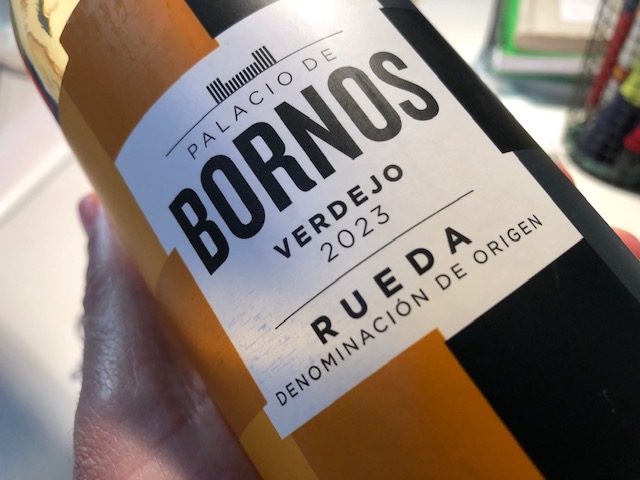 PALACIO DE
BORNOS
VERDEJO
2023
RUEDA
DENOMINACIÓN DE ORIGEN